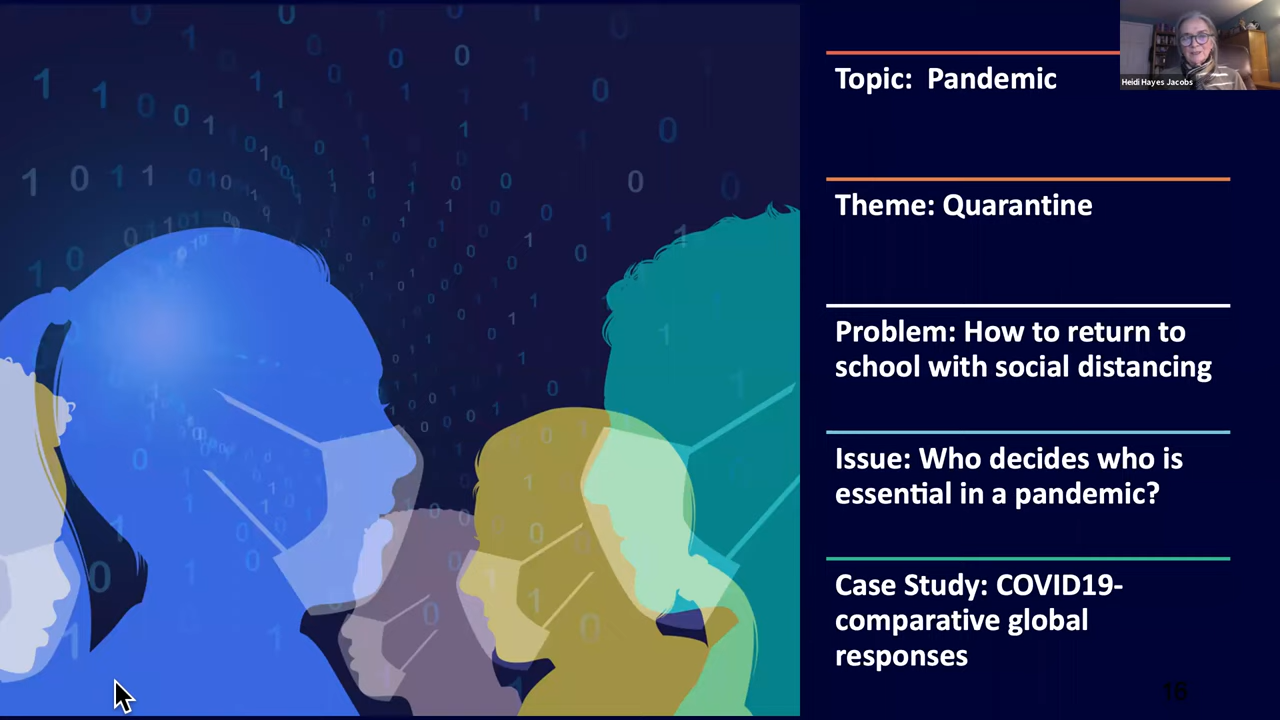 Topic: Pandemic
Heidi Hayes Jacobs
Theme: Quarantine
Problem: How to return to
school with social distancing
Issue: Who decides who is
essential in a pandemic?
Case Study: COVID19-
comparative global
responses
15